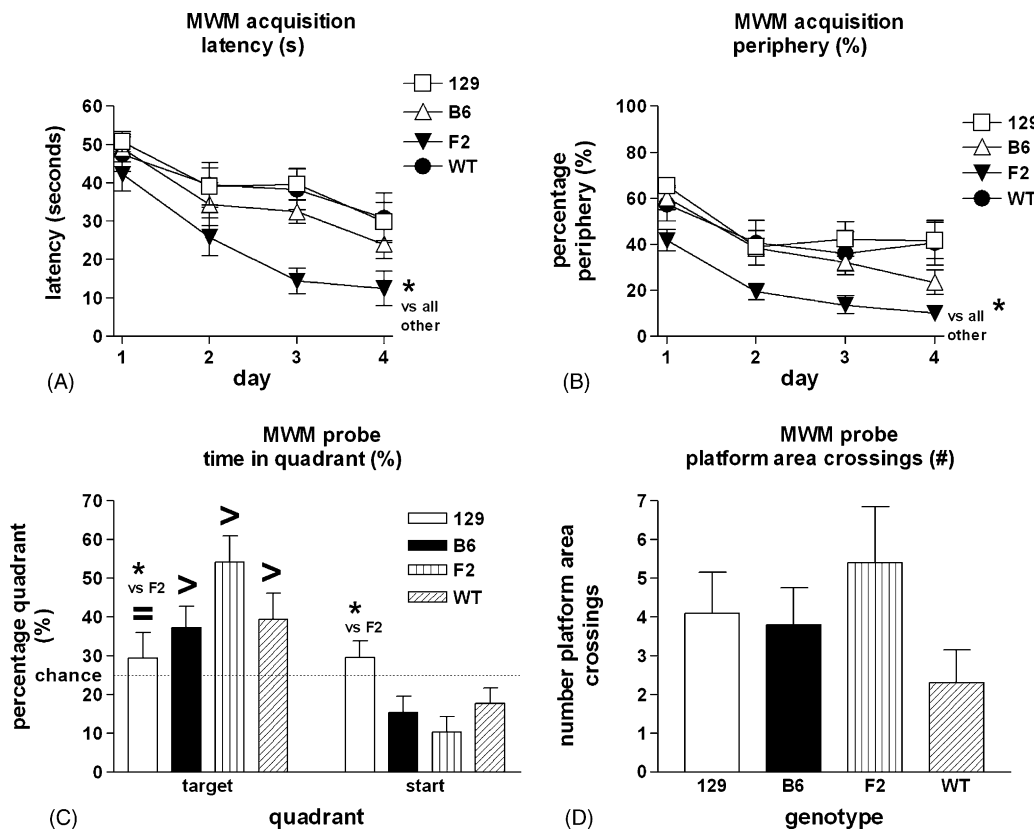 MWM acquisition
latency (s)
129
B6
F2
WT
60
50
40
30
20
10
0
latency (seconds)
*
vs all
other
1 2 3 4
day
(A)
MWM acquisition
periphery (%)
129
B6
F2
WT
100
80
60
40
20
0
percentage
periphery (%)
vs all *
other
1 2 3 4
day
(B)
MWM probe
time in quadrant (%)
129
B6
F2
WT
70
60
50
40
30
20
10
0
chance
percentage quadrant
(%)
*
vs F2
=
>
>
>
*
vs F2
target start
quadrant
(C)
MWM probe
platform area crossings (#)
7
6
5
4
3
2
1
0
number platform area
crossings
129 B6 F2 WT
genotype
(D)